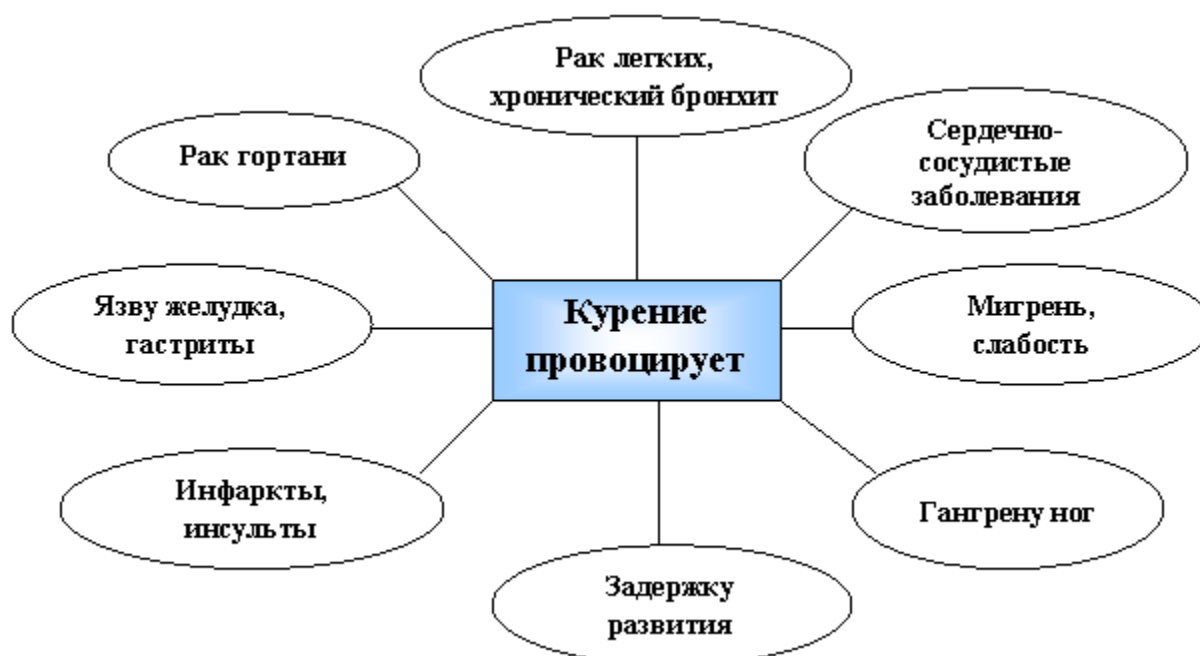 Рак легких,
хронический бронхит
Рак гортани
Сердечно-
сосудистые
заболевания
Язву желудка,
гастриты
Курение
провоцирует
Мигрень,
слабость
Инфаркты,
инсульты
Гангрену ног
Задержку
развития